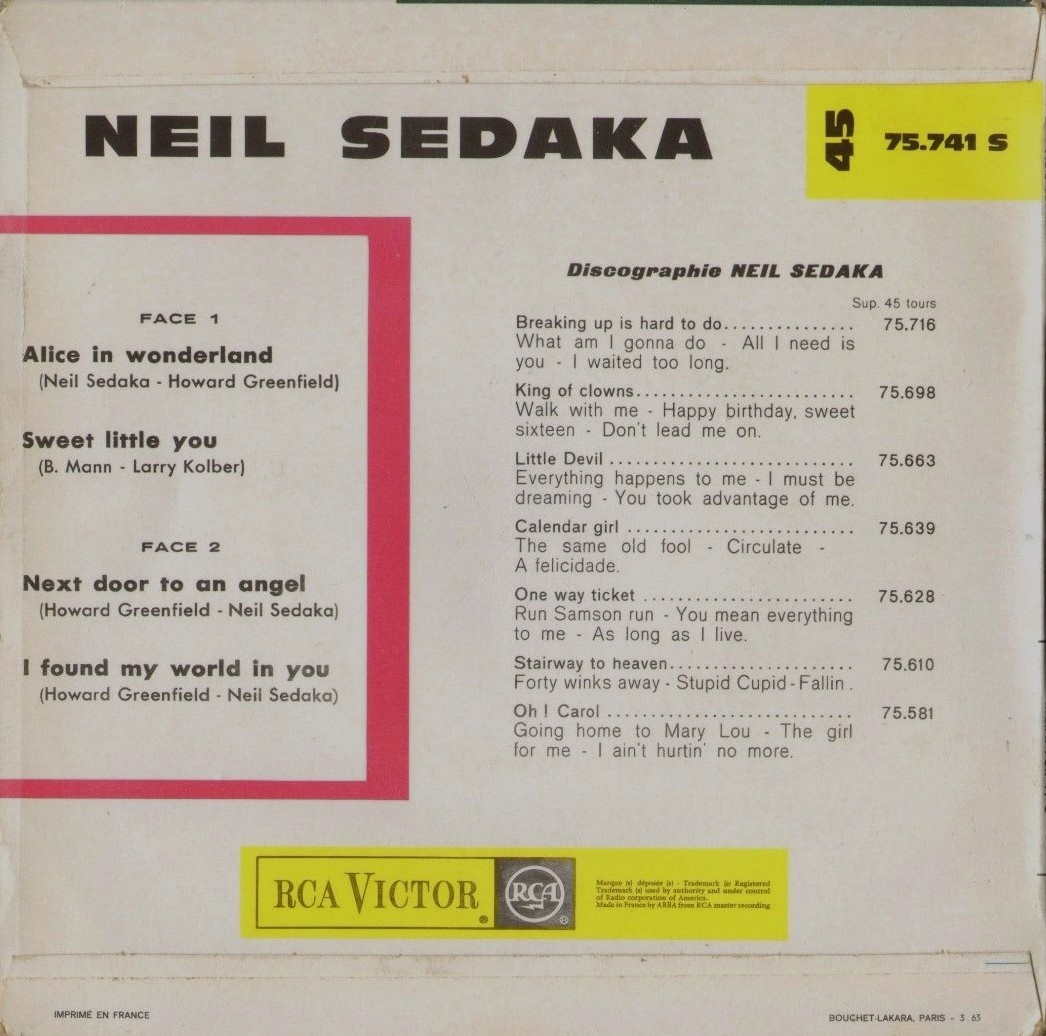 NEIL SEDAKA
45
75.741 S
FACE 1
Alice in wonderland
(Neil Sedaka - Howard Greenfield)
Sweet little you
(B. Mann - Larry Kolber)
FACE 2
Next door to an angel
(Howard Greenfield - Neil Sedaka)
I found my world in you
(Howard Greenfield - Neil Sedaka)
Discographie NEIL SEDAKA
Sup. 45 tours
Breaking up is hard to do............... 75.716
What am I gonna do - All I need is
you - I waited too long.
King of clowns......................... 75.698
Walk with me - Happy birthday, sweet
sixteen - Don't lead me on.
Little Devil ............................ 75.663
Everything happens to me - I must be
dreaming - You took advantage of me.
Calendar girl .......................... 75.639
The same old fool - Circulate -
A felicidade.
One way ticket ........................ 75.628
Run Samson run - You mean everything
to me - As long as I live.
Stairway to heaven..................... 75.610
Forty winks away - Stupid Cupid - Fallin .
Oh ! Carol ............................ 75.581
Going home to Mary Lou - The girl
for me - I ain't hurtin' no more.
RCA VICTOR ®
RCA ®
Marque (s) déposée (s) - Trademark (s) Registered
Trademark (s) used by authority and under control
of Radio corporation of America.
Made in France by AREA from RCA master recording
IMPRIMÉ EN FRANCE
BOUCHET-LAKARA, PARIS - 3.63